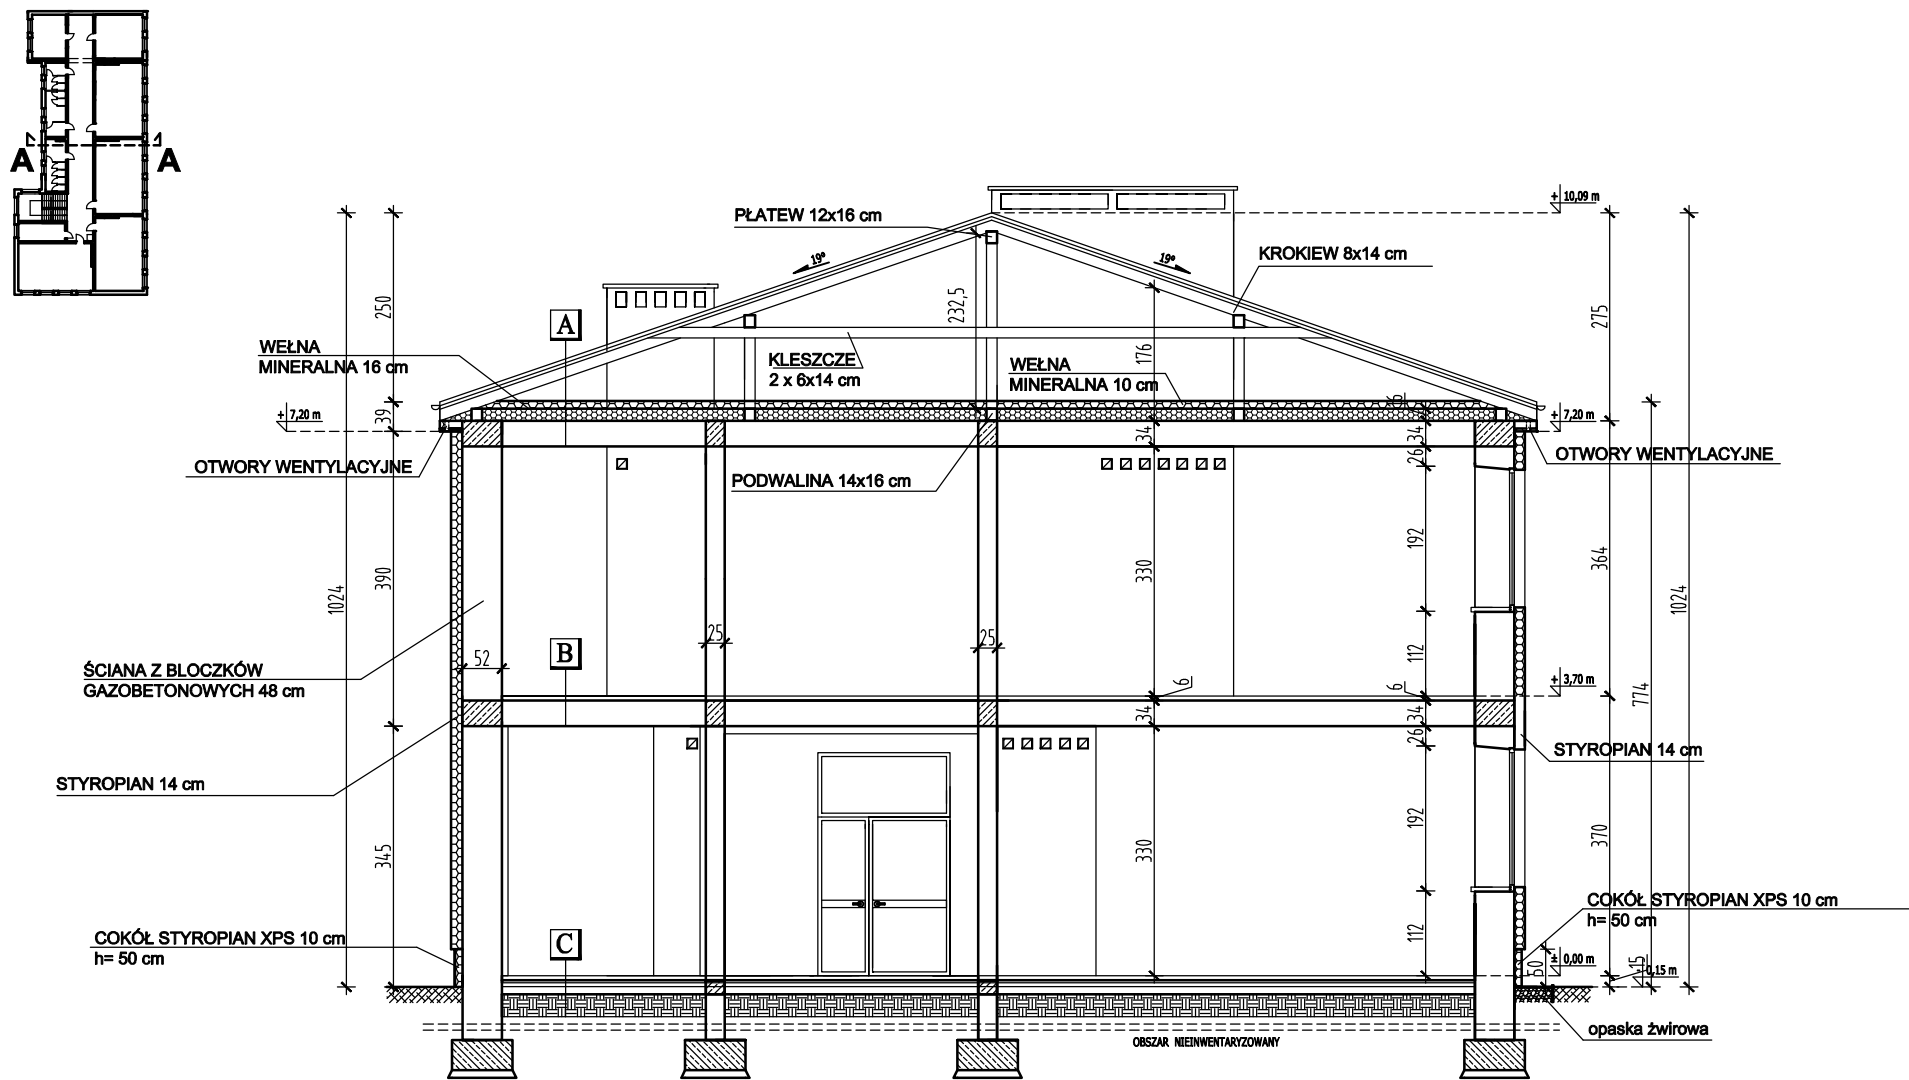 A A
+ 10,09 m
PŁATEW 12x16 cm
KROKIEW 8x14 cm
19º
19º
250
232,5
275
A
WEŁNA
MINERALNA 16 cm
KLESZCZE
2 x 6x14 cm
176
WEŁNA
MINERALNA 10 cm
16
+ 7,20 m
39
+ 7,20 m
34
34
26
OTWORY WENTYLACYJNE
OTWORY WENTYLACYJNE
PODWALINA 14x16 cm
1024
390
330
192
364
1024
ŚCIANA Z BLOCZKÓW
GAZOBETONOWYCH 48 cm
52
B
25
25
112
6
6
+ 3,70 m
774
34
34
26
STYROPIAN 14 cm
STYROPIAN 14 cm
345
330
192
370
COKÓŁ STYROPIAN XPS 10 cm
h= 50 cm
COKÓŁ STYROPIAN XPS 10 cm
h= 50 cm
C
112
50
± 0,00 m
15
- 0,15 m
opaska żwirowa
OBSZAR NIEINWENTARYZOWANY